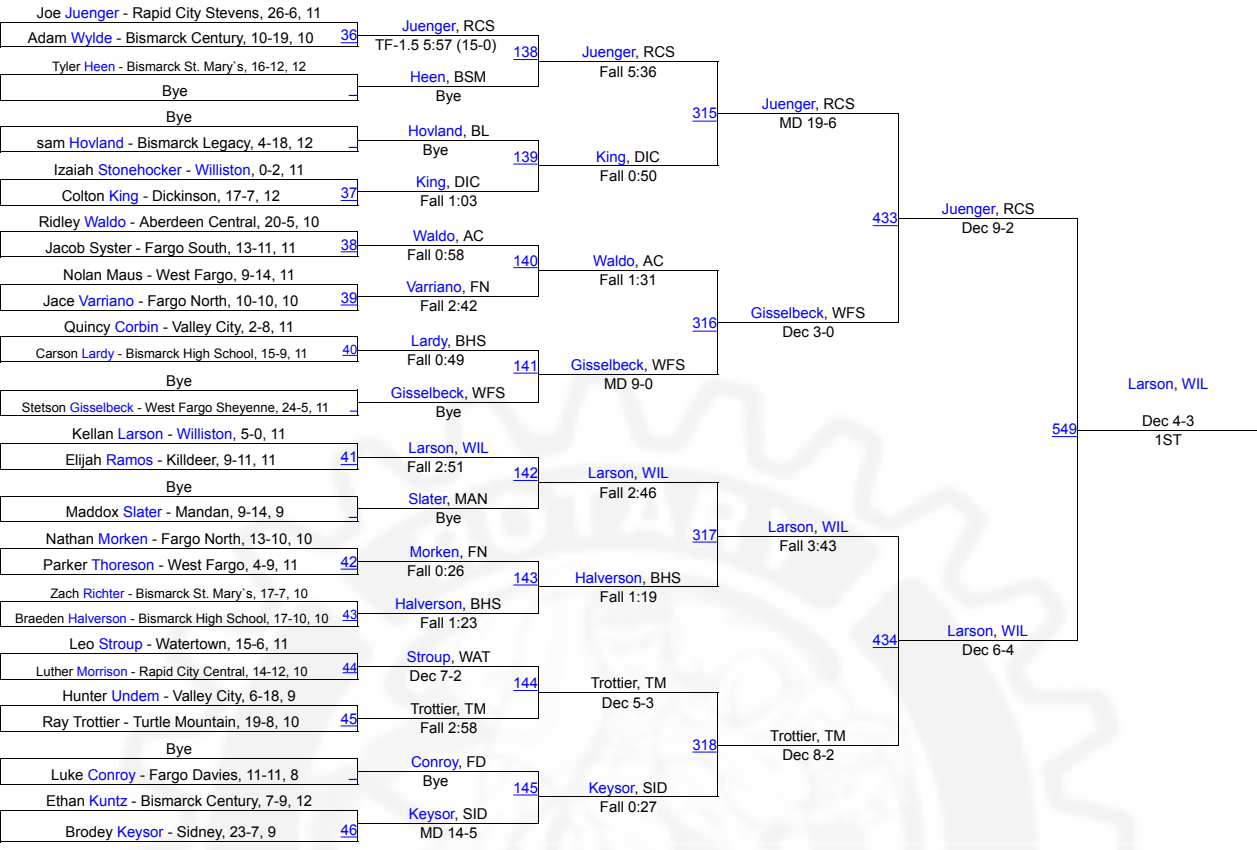 Joe Juenger - Rapid City Stevens, 26-6, 11
Adam Wylde - Bismarck Century, 10-19, 10
36
Tyler Heen - Bismarck St. Mary`s, 16-12, 12
Bye
_
Bye
sam Hovland - Bismarck Legacy, 4-18, 12
_
Izaiah Stonehocker - Williston, 0-2, 11
Colton King - Dickinson, 17-7, 12
37
Ridley Waldo - Aberdeen Central, 20-5, 10
Jacob Syster - Fargo South, 13-11, 11
38
Nolan Maus - West Fargo, 9-14, 11
Jace Varriano - Fargo North, 10-10, 10
39
Quincy Corbin - Valley City, 2-8, 11
Carson Lardy - Bismarck High School, 15-9, 11
40
Bye
Stetson Gisselbeck - West Fargo Sheyenne, 24-5, 11
_
Kellan Larson - Williston, 5-0, 11
Elijah Ramos - Killdeer, 9-11, 11
41
Bye
Maddox Slater - Mandan, 9-14, 9
_
Nathan Morken - Fargo North, 13-10, 10
Parker Thoreson - West Fargo, 4-9, 11
42
Zach Richter - Bismarck St. Mary`s, 17-7, 10
Braeden Halverson - Bismarck High School, 17-10, 10
43
Leo Stroup - Watertown, 15-6, 11
Luther Morrison - Rapid City Central, 14-12, 10
44
Hunter Undem - Valley City, 6-18, 9
Ray Trottier - Turtle Mountain, 19-8, 10
45
Bye
Luke Conroy - Fargo Davies, 11-11, 8
_
Ethan Kuntz - Bismarck Century, 7-9, 12
Brodey Keysor - Sidney, 23-7, 9
46
Juenger, RCS
TF-1.5 5:57 (15-0)
138
Heen, BSM
Bye
Hovland, BL
Bye
139
King, DIC
Fall 1:03
Waldo, AC
Fall 0:58
140
Varriano, FN
Fall 2:42
Lardy, BHS
Fall 0:49
141
Gisselbeck, WFS
Bye
Larson, WIL
Fall 2:51
142
Slater, MAN
Bye
Morken, FN
Fall 0:26
143
Halverson, BHS
Fall 1:23
Stroup, WAT
Dec 7-2
144
Trottier, TM
Fall 2:58
Conroy, FD
Bye
145
Keysor, SID
MD 14-5
Juenger, RCS
Fall 5:36
315
King, DIC
Fall 0:50
Waldo, AC
Fall 1:31
316
Gisselbeck, WFS
MD 9-0
Larson, WIL
Fall 2:46
317
Halverson, BHS
Fall 1:19
Trottier, TM
Dec 5-3
318
Keysor, SID
Fall 0:27
Juenger, RCS
MD 19-6
433
Gisselbeck, WFS
Dec 3-0
Larson, WIL
Fall 3:43
434
Trottier, TM
Dec 8-2
Juenger, RCS
Dec 9-2
549
Larson, WIL
Dec 6-4
Larson, WIL
Dec 4-3
1ST